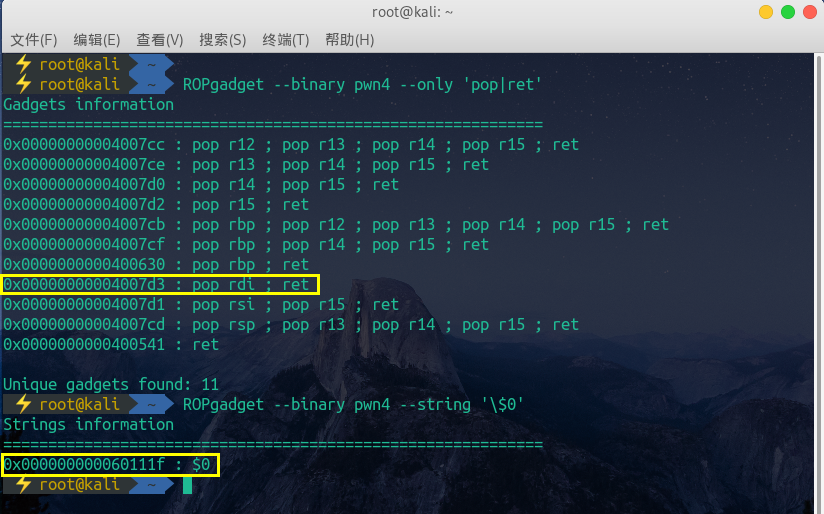 root@kali: ~
文件(F) 编辑(E) 查看(V) 搜索(S) 终端(T) 帮助(H)
⚡ root@kali ~
⚡ root@kali ~ ROPgadget --binary pwn4 --only 'pop|ret'
Gadgets information
============================================================
0x00000000004007cc : pop r12 ; pop r13 ; pop r14 ; pop r15 ; ret
0x00000000004007ce : pop r13 ; pop r14 ; pop r15 ; ret
0x00000000004007d0 : pop r14 ; pop r15 ; ret
0x00000000004007d2 : pop r15 ; ret
0x00000000004007cb : pop rbp ; pop r12 ; pop r13 ; pop r14 ; pop r15 ; ret
0x00000000004007cf : pop rbp ; pop r14 ; pop r15 ; ret
0x0000000000400630 : pop rbp ; ret
0x00000000004007d3 : pop rdi ; ret
0x00000000004007d1 : pop rsi ; pop r15 ; ret
0x00000000004007cd : pop rsp ; pop r13 ; pop r14 ; pop r15 ; ret
0x0000000000400541 : ret
Unique gadgets found: 11
⚡ root@kali ~ ROPgadget --binary pwn4 --string '\$0'
Strings information
============================================================
0x000000000060111f : $0
⚡ root@kali ~